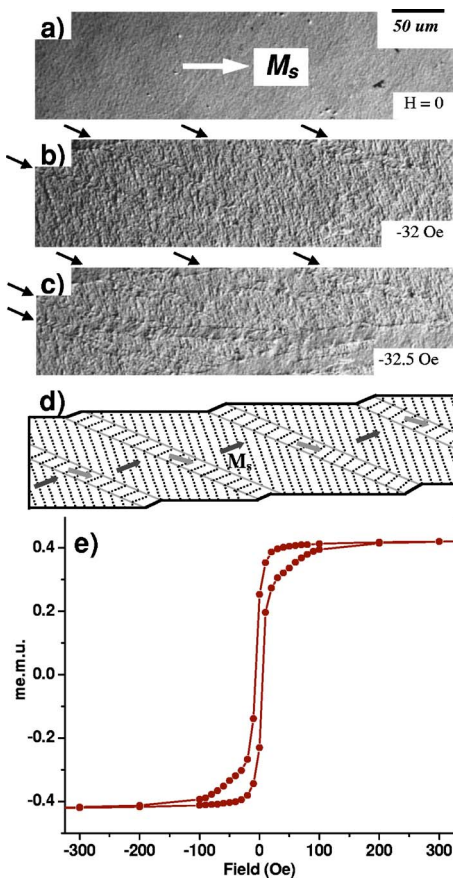 50 um
a)
Ms
H = 0
b)
-32 Oe
c)
-32.5 Oe
d)
Ms
e)
0.4
0.2
0.0
-0.2
-0.4
me.m.u.
-300 -200 -100 0 100 200 300
Field (Oe)